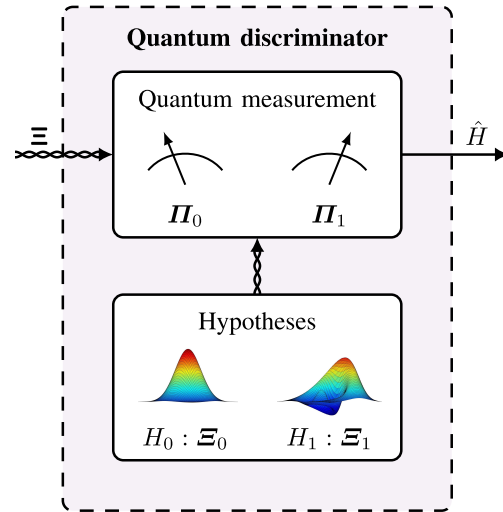 Quantum discriminator
Quantum measurement
Ξ
Ĥ
Π₀ Π₁
Hypotheses
H₀ : Ξ₀ H₁ : Ξ₁